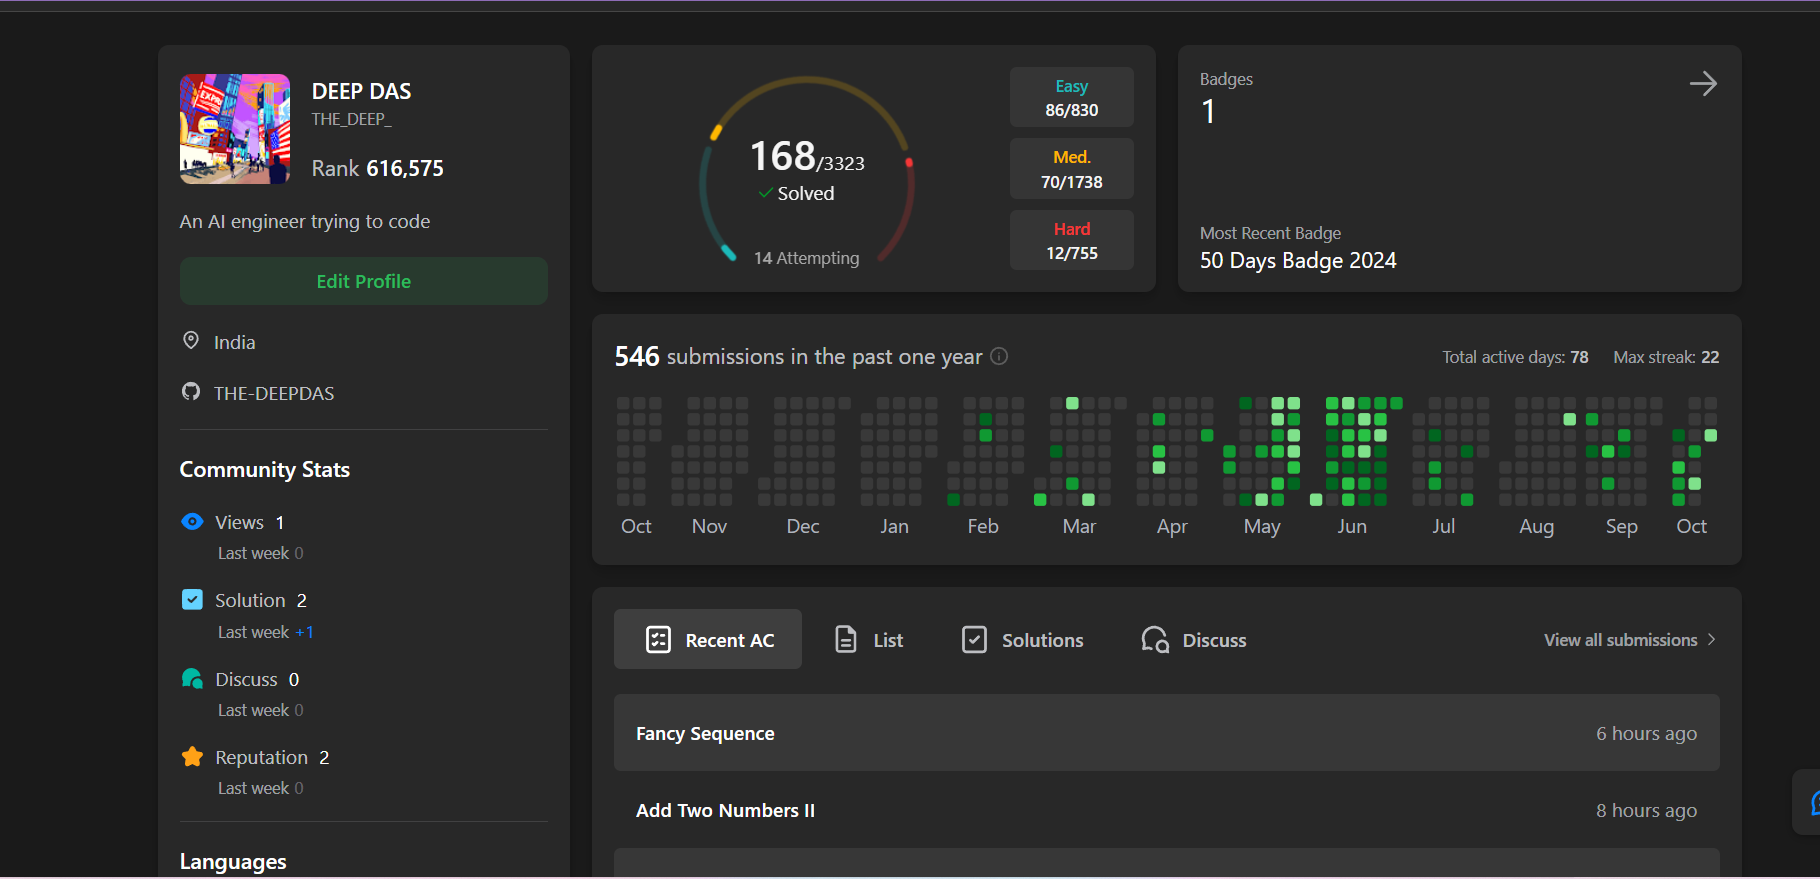 DEEP DAS
THE_DEEP_
Rank 616,575
An AI engineer trying to code
Edit Profile
India
THE-DEEPDAS
Community Stats
Views 1
Last week 0
Solution 2
Last week +1
Discuss 0
Last week 0
Reputation 2
Last week 0
Languages
168/3323
Solved
14 Attempting
Easy
86/830
Med.
70/1738
Hard
12/755
Badges
1
Most Recent Badge
50 Days Badge 2024
546 submissions in the past one year
Total active days: 78 Max streak: 22
Oct Nov Dec Jan Feb Mar Apr May Jun Jul Aug Sep Oct
Recent AC List Solutions Discuss View all submissions
Fancy Sequence 6 hours ago
Add Two Numbers II 8 hours ago